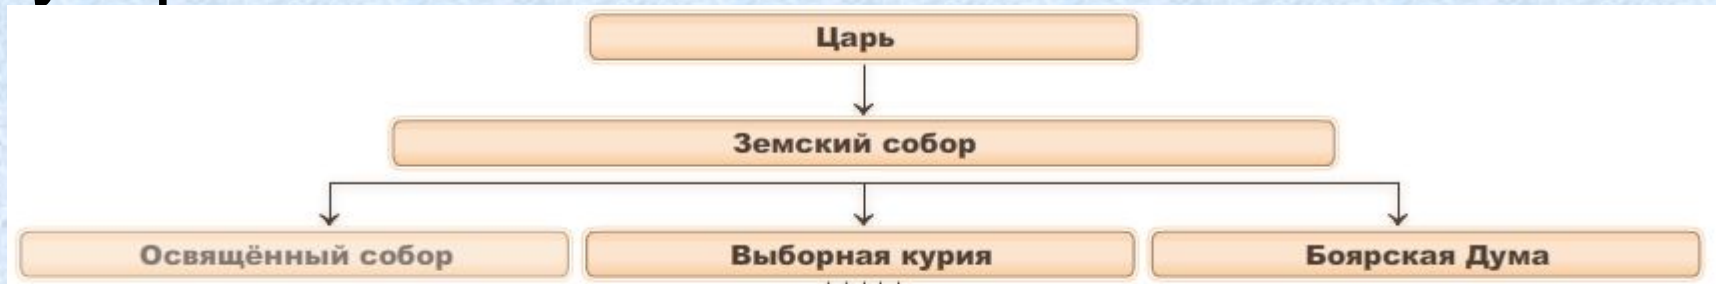 Царь
Земский собор
Освящённый собор
Выборная курия
Боярская Дума